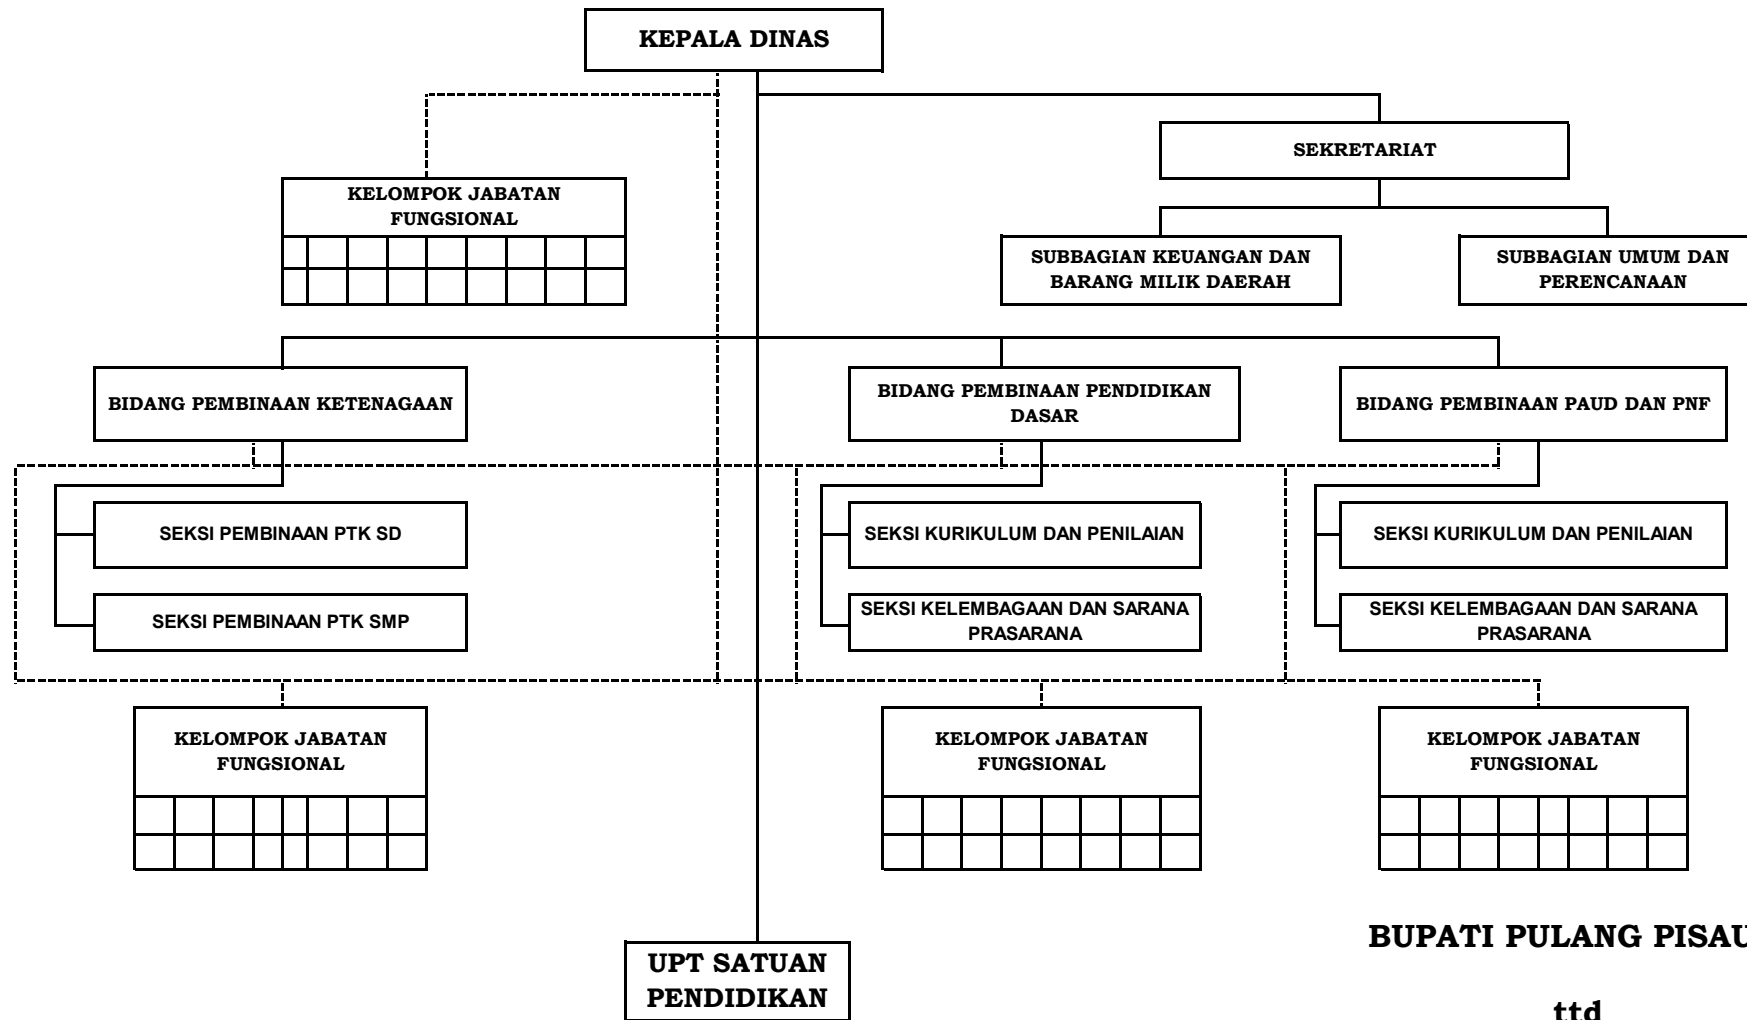 KEPALA DINAS
SEKRETARIAT
KELOMPOK JABATAN
FUNGSIONAL
SUBBAGIAN KEUANGAN DAN
BARANG MILIK DAERAH
SUBBAGIAN UMUM DAN
PERENCANAAN
BIDANG PEMBINAAN KETENAGAAN
BIDANG PEMBINAAN PENDIDIKAN
DASAR
BIDANG PEMBINAAN PAUD DAN PNF
SEKSI PEMBINAAN PTK SD
SEKSI KURIKULUM DAN PENILAIAN
SEKSI KURIKULUM DAN PENILAIAN
SEKSI PEMBINAAN PTK SMP
SEKSI KELEMBAGAAN DAN SARANA
PRASARANA
SEKSI KELEMBAGAAN DAN SARANA
PRASARANA
KELOMPOK JABATAN
FUNGSIONAL
KELOMPOK JABATAN
FUNGSIONAL
KELOMPOK JABATAN
FUNGSIONAL
BUPATI PULANG PISAU
UPT SATUAN
PENDIDIKAN
ttd